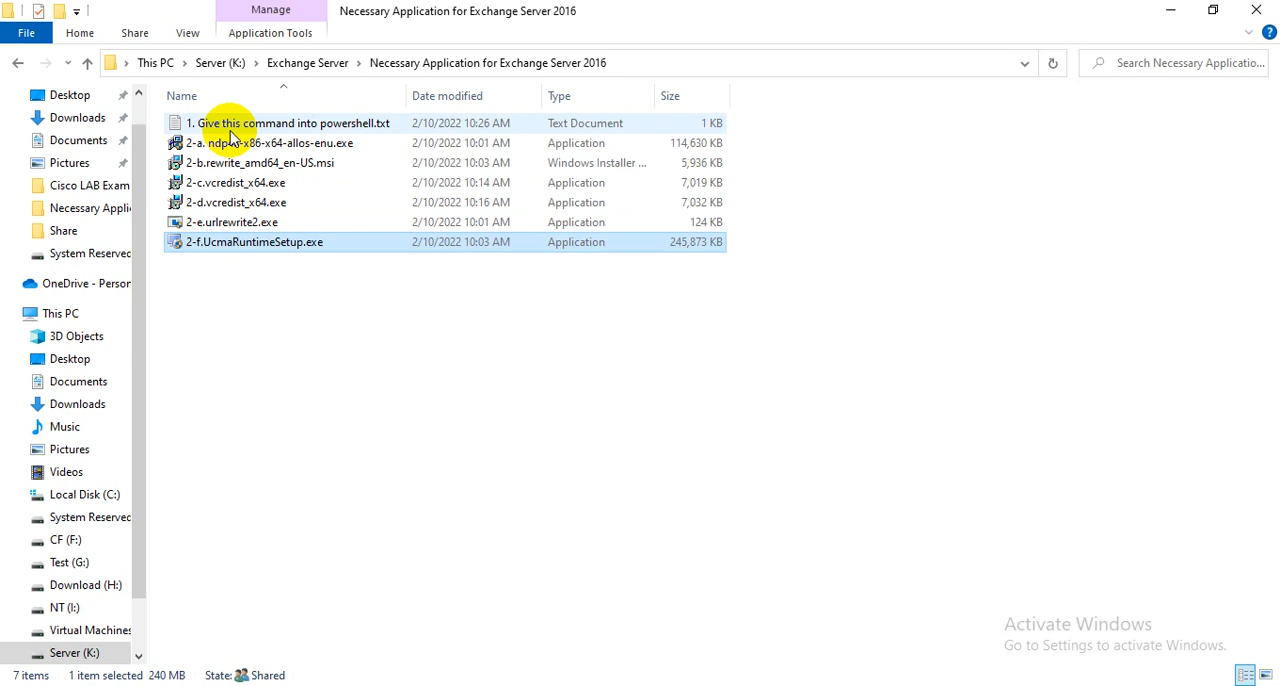 Manage
Necessary Application for Exchange Server 2016
File
Home
Share
View
Application Tools
This PC
Server (K:)
Exchange Server
Necessary Application for Exchange Server 2016
Search Necessary Applicatio...
Name
Date modified
Type
Size
1. Give this command into powershell.txt 2/10/2022 10:26 AM Text Document 1 KB
2-a. -x86-x64-allos-enu.exe 2/10/2022 10:01 AM Application 114,630 KB
2-b.rewrite_amd64_en-US.msi 2/10/2022 10:03 AM Windows Installer ... 5,936 KB
2-c.vcredist_x64.exe 2/10/2022 10:14 AM Application 7,019 KB
2-d.vcredist_x64.exe 2/10/2022 10:16 AM Application 7,032 KB
2-e.urlrewrite2.exe 2/10/2022 10:01 AM Application 124 KB
2-f.UcmaRuntimeSetup.exe 2/10/2022 10:03 AM Application 245,873 KB
Desktop
Downloads
Documents
Pictures
Cisco LAB Exam
Necessary Appli
Share
System Reserved
OneDrive - Person
This PC
3D Objects
Desktop
Documents
Downloads
Music
Pictures
Videos
Local Disk (C:)
System Reserved
CF (F:)
Test (G:)
Download (H:)
NT (I:)
Virtual Machines
Server (K:)
Activate Windows
Go to Settings to activate Windows.
7 items 1 item selected 240 MB State: Shared